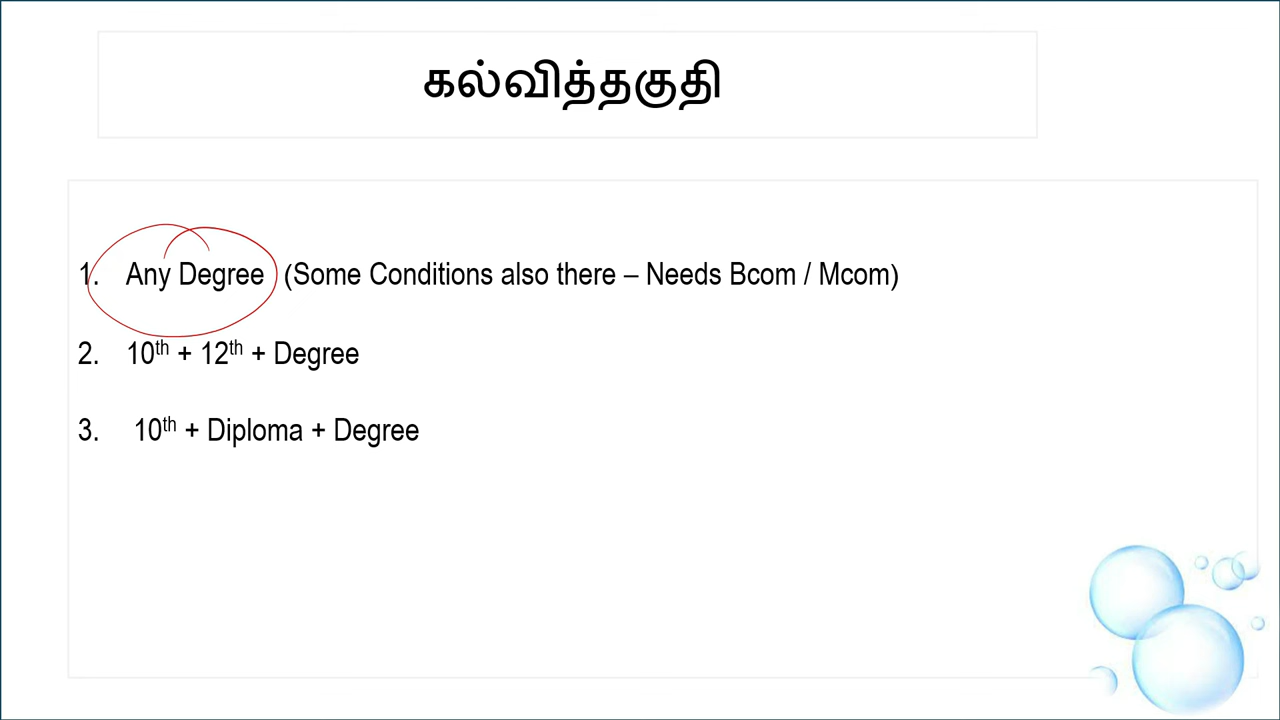 கல்வித்தகுதி
1. Any Degree (Some Conditions also there – Needs Bcom / Mcom)
2. 10th + 12th + Degree
3. 10th + Diploma + Degree